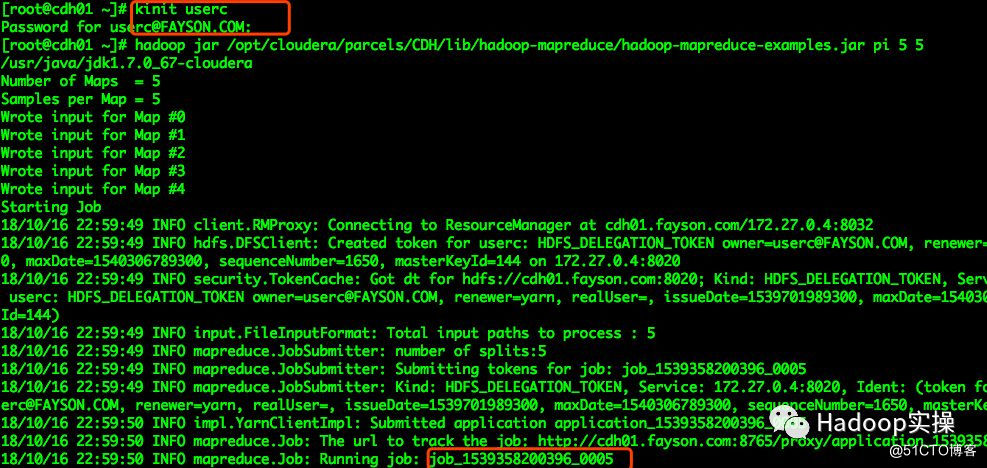 [root@cdh01 ~]# kinit userc
Password for userc@FAYSON.COM:
[root@cdh01 ~]# hadoop jar /opt/cloudera/parcels/CDH/lib/hadoop-mapreduce/hadoop-mapreduce-examples.jar pi 5 5
/usr/java/jdk1.7.0_67-cloudera
Number of Maps  = 5
Samples per Map = 5
Wrote input for Map #0
Wrote input for Map #1
Wrote input for Map #2
Wrote input for Map #3
Wrote input for Map #4
Starting Job
18/10/16 22:59:49 INFO client.RMProxy: Connecting to ResourceManager at cdh01.fayson.com/172.27.0.4:8032
18/10/16 22:59:49 INFO hdfs.DFSClient: Created token for userc: HDFS_DELEGATION_TOKEN owner=userc@FAYSON.COM, renewer=
0, maxDate=1540306789300, sequenceNumber=1650, masterKeyId=144 on 172.27.0.4:8020
18/10/16 22:59:49 INFO security.TokenCache: Got dt for hdfs://cdh01.fayson.com:8020; Kind: HDFS_DELEGATION_TOKEN, Serv
userc: HDFS_DELEGATION_TOKEN owner=userc@FAYSON.COM, renewer=yarn, realUser=, issueDate=1539701989300, maxDate=154030
Id=144)
18/10/16 22:59:49 INFO input.FileInputFormat: Total input paths to process : 5
18/10/16 22:59:49 INFO mapreduce.JobSubmitter: number of splits:5
18/10/16 22:59:49 INFO mapreduce.JobSubmitter: Submitting tokens for job: job_1539358200396_0005
18/10/16 22:59:49 INFO mapreduce.JobSubmitter: Kind: HDFS_DELEGATION_TOKEN, Service: 172.27.0.4:8020, Ident: (token fo
erc@FAYSON.COM, renewer=yarn, realUser=, issueDate=1539701989300, maxDate=1540306789300, sequenceNumber=1650, masterKe
18/10/16 22:59:50 INFO impl.YarnClientImpl: Submitted application application_1539358200396_
18/10/16 22:59:50 INFO mapreduce.Job: The url to track the job: http://cdh01.fayson.com:8765/proxy/application_1539358
18/10/16 22:59:50 INFO mapreduce.Job: Running job: job_1539358200396_0005
Hadoop实操
@51CTO博客